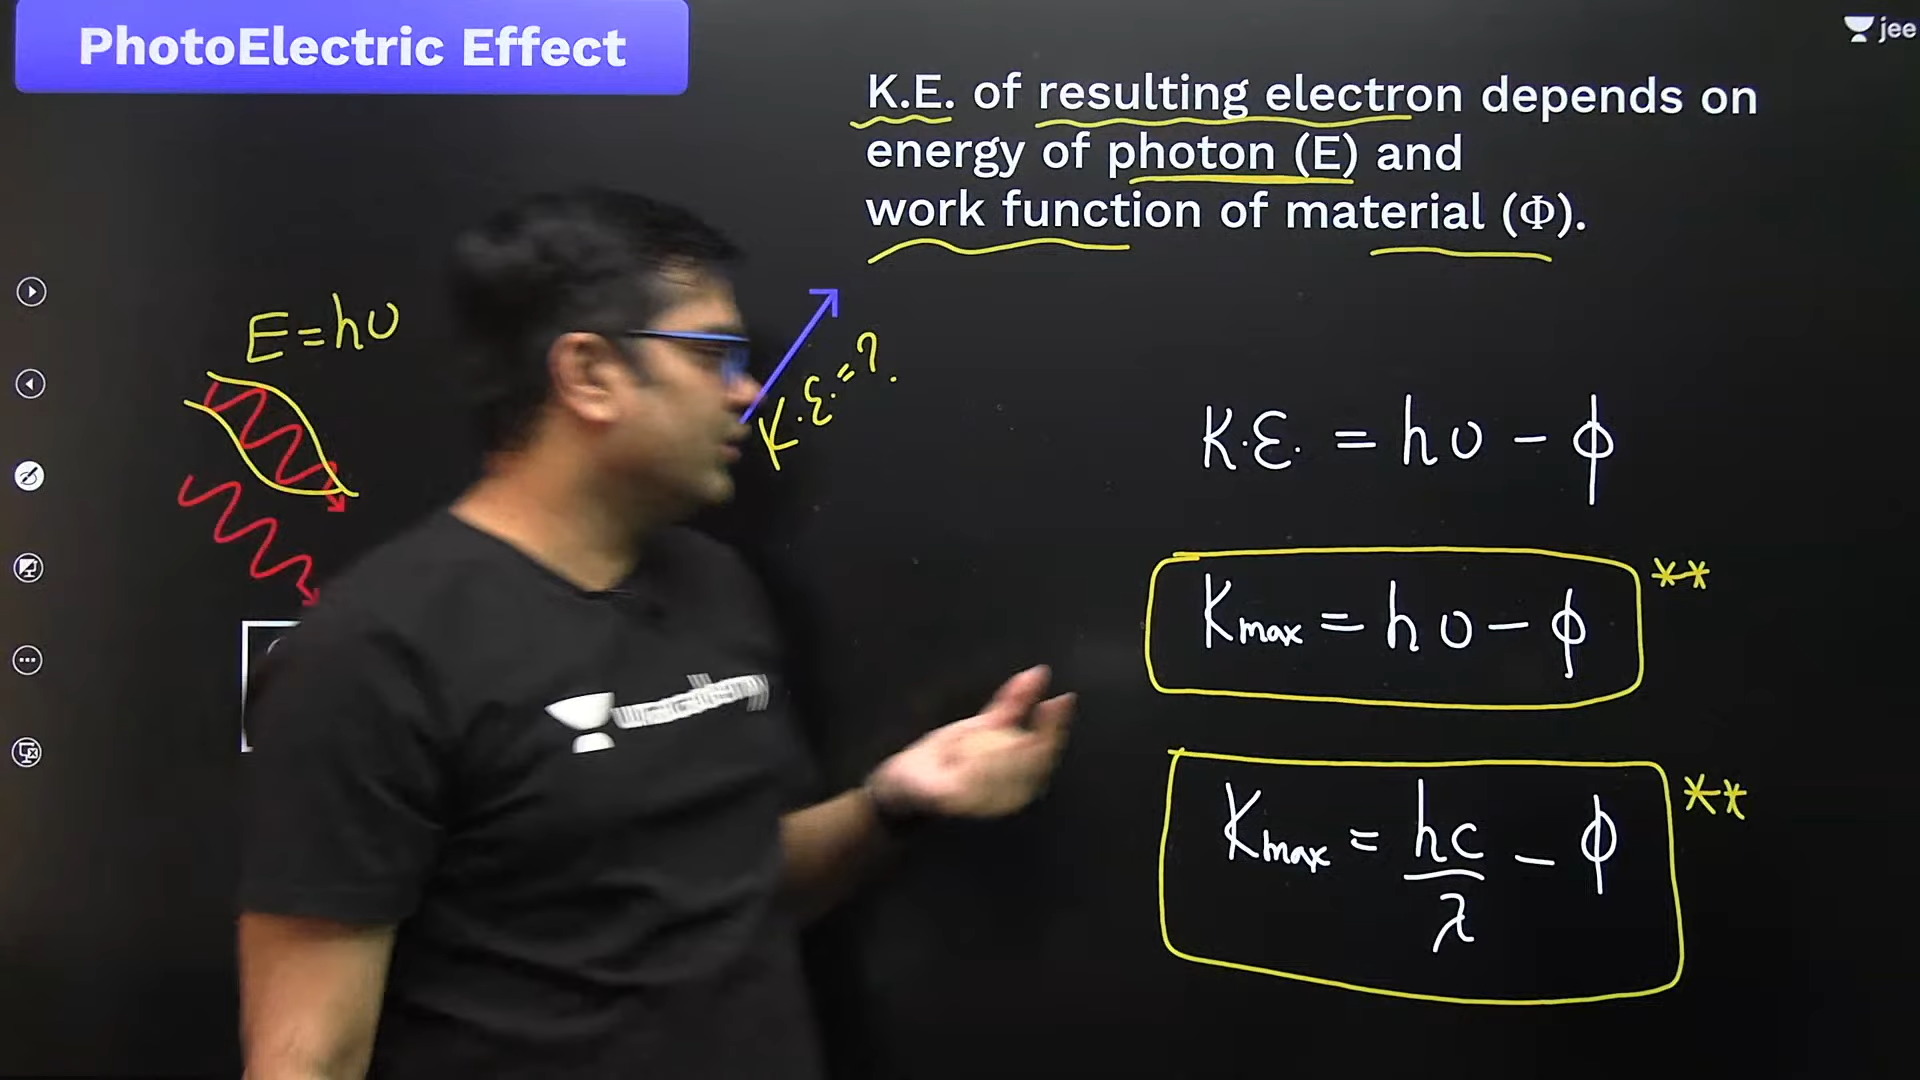 PhotoElectric Effect
jee
K.E. of resulting electron depends on
energy of photon (E) and
work function of material (Φ).
E = hυ
K.E. = ?
K.E. = hυ - ϕ
Kmax = hυ - ϕ **
Kmax = hc/λ - ϕ **